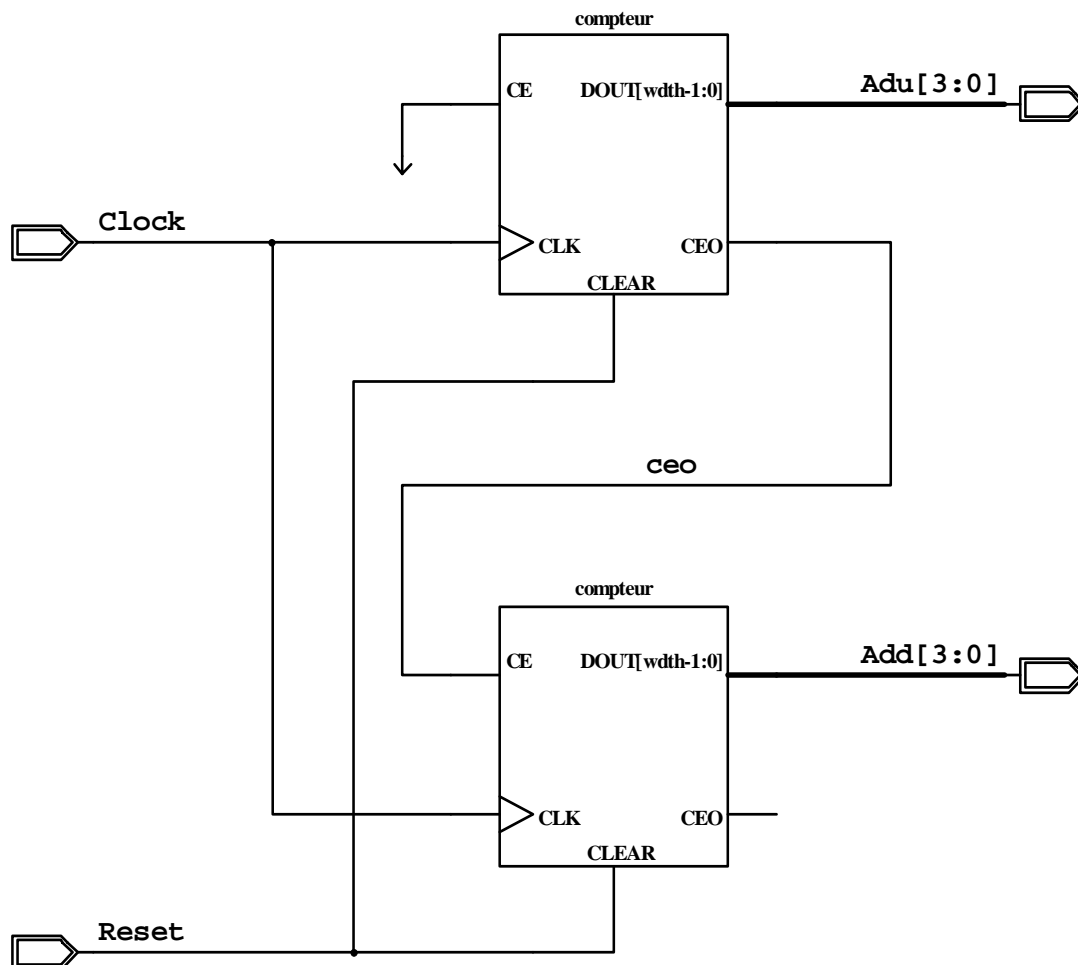 compteur
CE
DOUT[wdth-1:0]
Adu[3:0]
Clock
CLK
CEO
CLEAR
ceo
compteur
CE
DOUT[wdth-1:0]
Add[3:0]
CLK
CEO
CLEAR
Reset